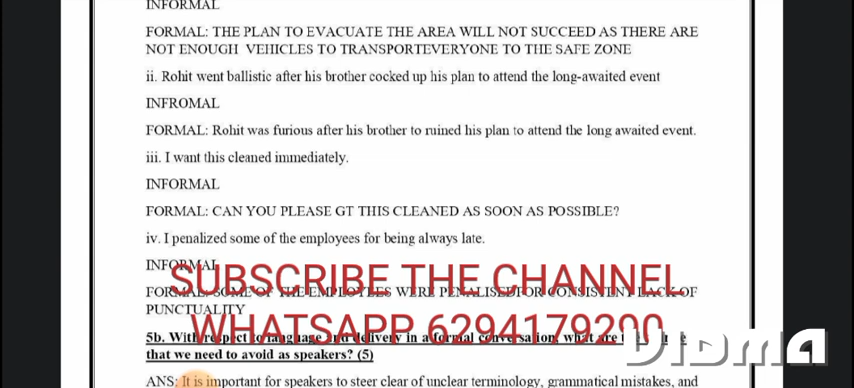 INFORMAL
FORMAL: THE PLAN TO EVACUATE THE AREA WILL NOT SUCCEED AS THERE ARE
NOT ENOUGH VEHICLES TO TRANSPORTEVERYONE TO THE SAFE ZONE
ii. Rohit went ballistic after his brother cocked up his plan to attend the long-awaited event
INFROMAL
FORMAL: Rohit was furious after his brother to ruined his plan to attend the long awaited event.
iii. I want this cleaned immediately.
INFORMAL
FORMAL: CAN YOU PLEASE GT THIS CLEANED AS SOON AS POSSIBLE?
iv. I penalized some of the employees for being always late.
INFORMAL
SUBSCRIBE THE CHANNEL
FORMAL: SOME OF THE EMPLOYEES WERE PENALISEDFOR CONSISTENT LACK OF
PUNCTUALITY
WHATSAPP 6294179200
5b. With respect to language and delivery in a formal conversation, what are
that we need to avoid as speakers? (5)
DIDMA
ANS: It is important for speakers to steer clear of unclear terminology, grammatical mistakes, and